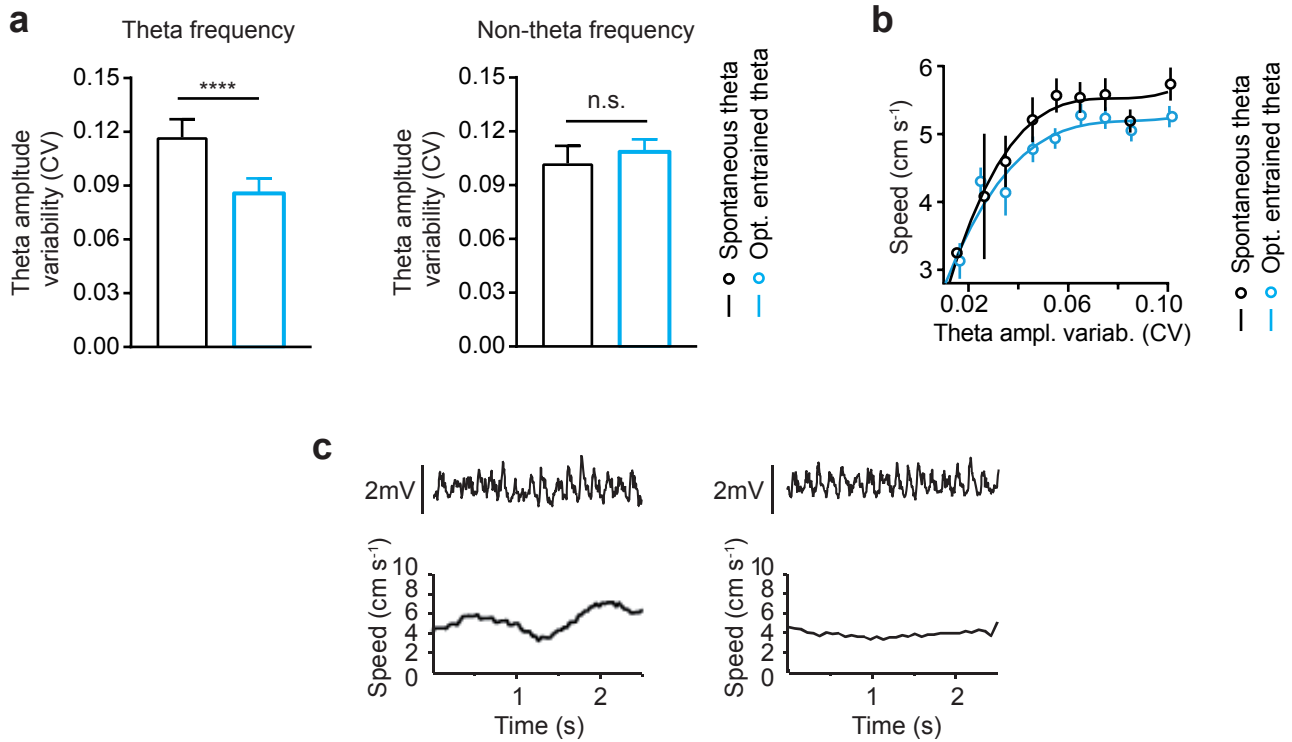 a
Theta frequency
Theta amplitude
variability (CV)
0.15
0.12
0.09
0.06
0.03
0.00
****
Non-theta frequency
Theta ampltude
variability (CV)
0.15
0.12
0.09
0.06
0.03
0.00
n.s.
Spontaneous theta
Opt. entrained theta
b
Speed (cm s⁻¹)
6
5
4
3
0.02
0.06
0.10
Theta ampl. variab. (CV)
Spontaneous theta
Opt. entrained theta
c
2mV
Speed (cm s⁻¹)
10
8
6
4
2
0
1
2
Time (s)
2mV
Speed (cm s⁻¹)
10
8
6
4
2
0
1
2
Time (s)